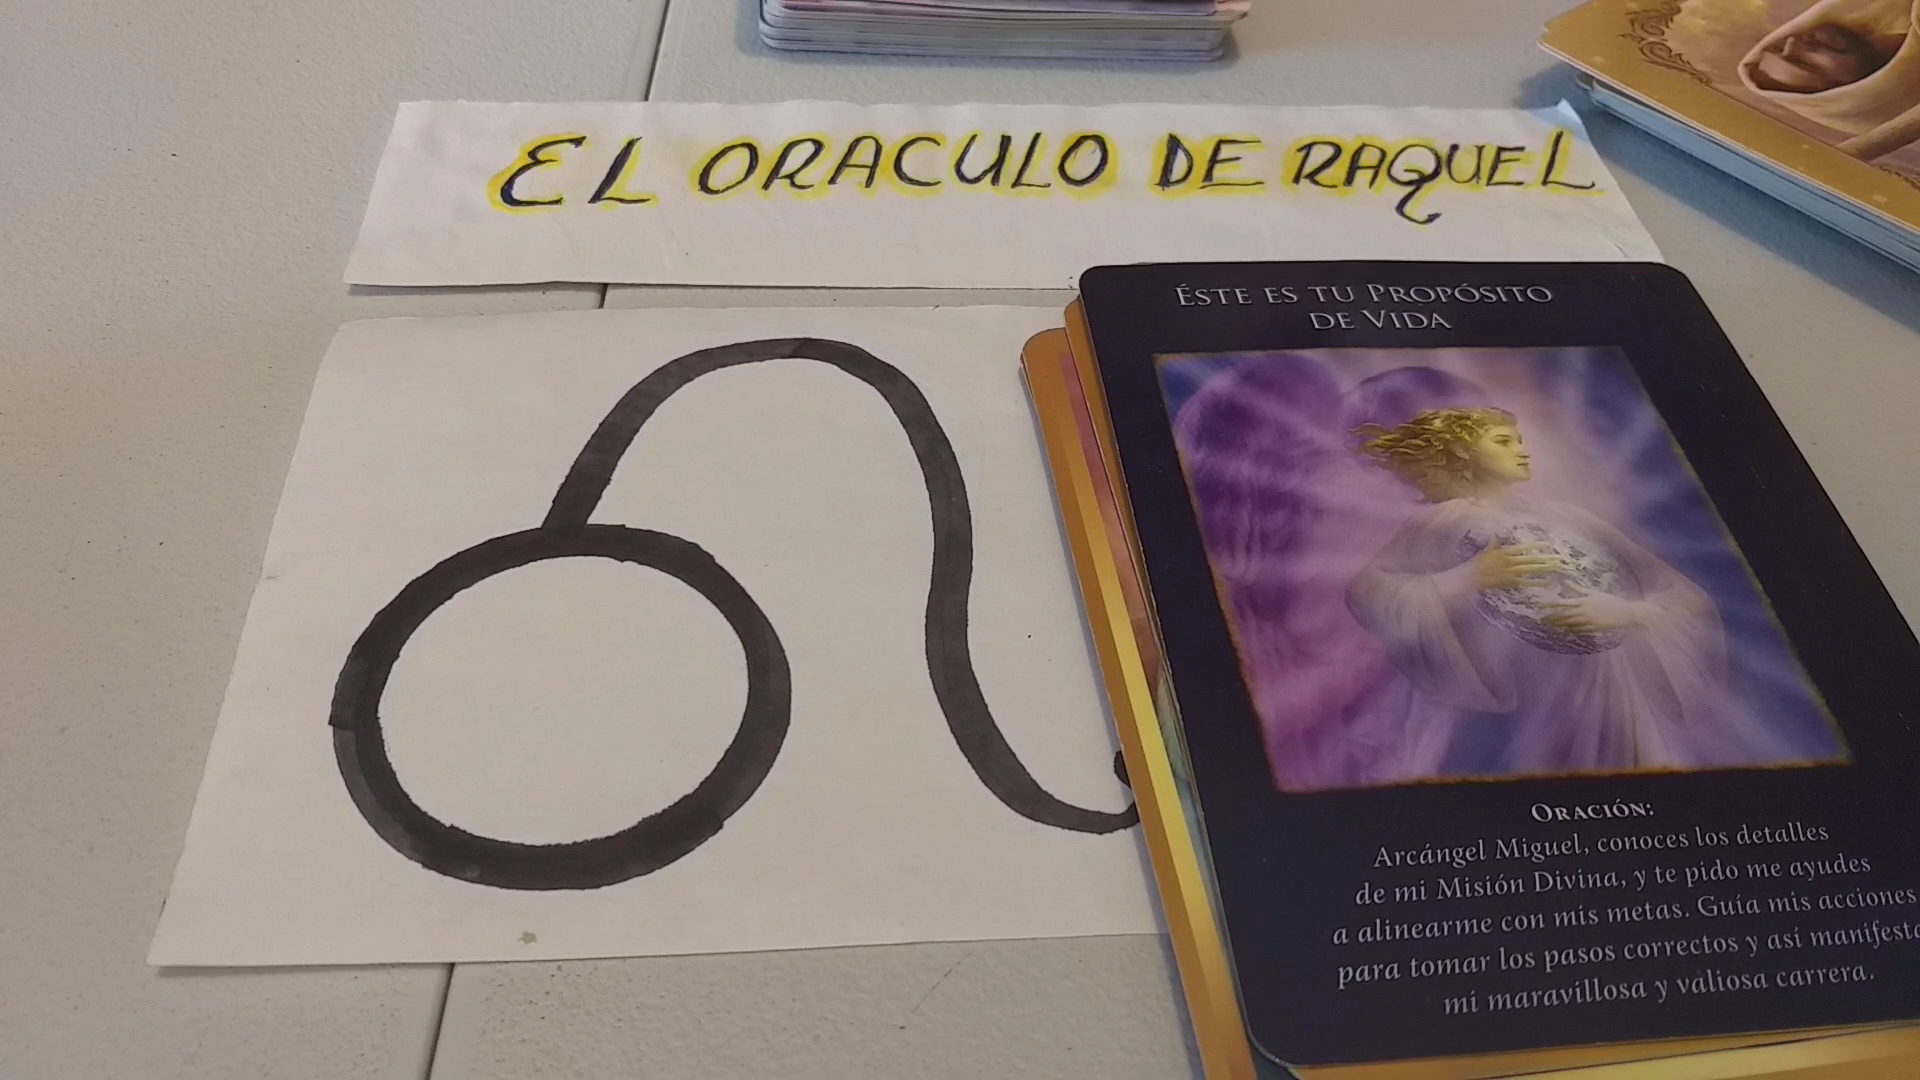 EL ORACULO DE RAQUEL
ÉSTE ES TU PROPÓSITO
DE VIDA
ORACIÓN:
Arcángel Miguel, conoces los detalles
de mi Misión Divina, y te pido me ayudes
a alinearme con mis metas. Guía mis acciones
para tomar los pasos correctos y así manifesta
mi maravillosa y valiosa carrera.